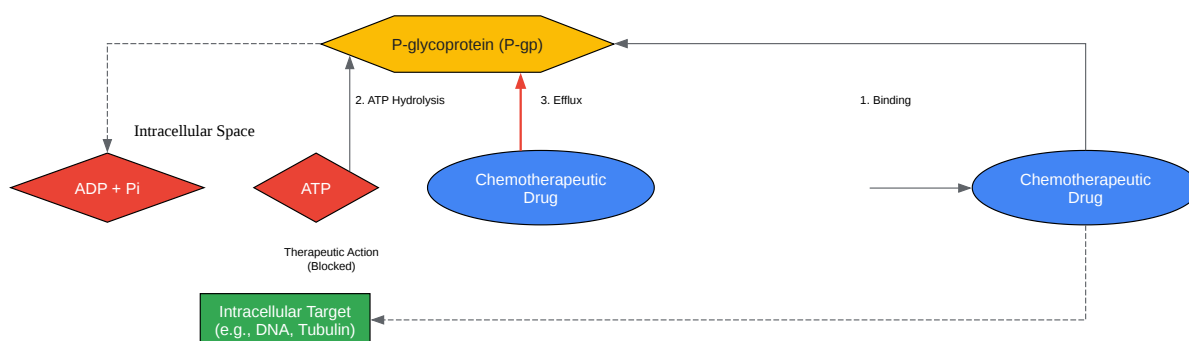 P-glycoprotein (P-gp)
2. ATP Hydrolysis
3. Efflux
1. Binding
Intracellular Space
ADP + Pi
ATP
Chemotherapeutic
Drug
Chemotherapeutic
Drug
Therapeutic Action
(Blocked)
Intracellular Target
(e.g., DNA, Tubulin)